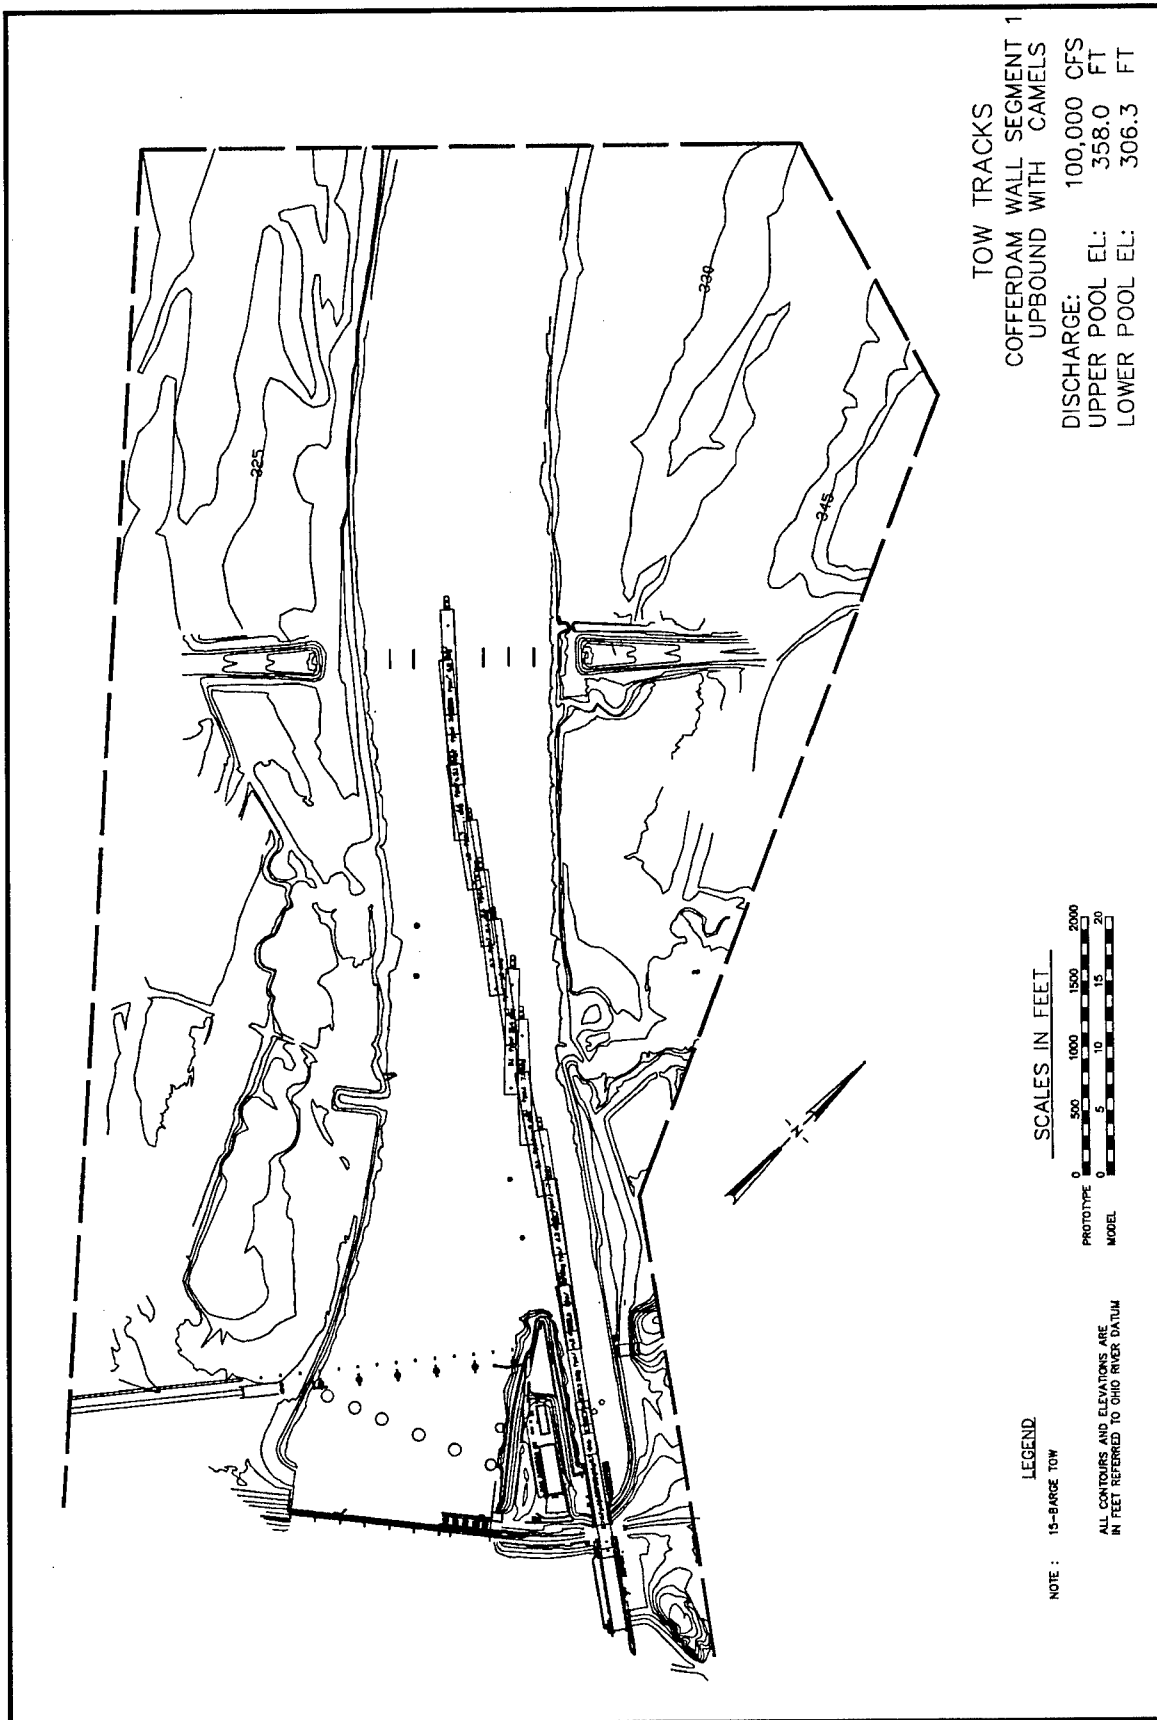 TOW TRACKS
COFFERDAM WALL SEGMENT 1
UPBOUND WITH CAMELS
DISCHARGE: 100,000 CFS
UPPER POOL EL: 358.0 FT
LOWER POOL EL: 306.3 FT
325
330
345
N
SCALES IN FEET
PROTOTYPE 0 500 1000 1500 2000
MODEL 0 5 10 15 20
LEGEND
NOTE : 15-BARGE TOW
ALL CONTOURS AND ELEVATIONS ARE
IN FEET REFERRED TO OHIO RIVER DATUM